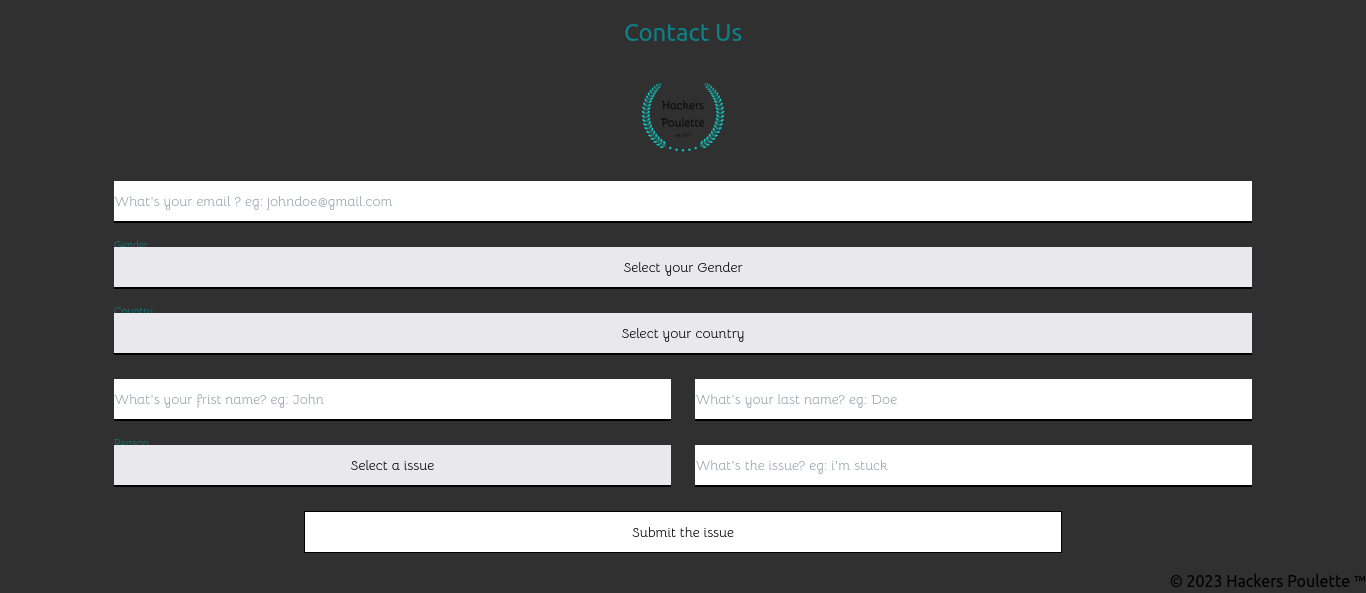 Contact Us
Hackers
Poulette
What's your email ? eg: johndoe@gmail.com
Gender
Select your Gender
Country
Select your country
What's your frist name? eg: John
What's your last name? eg: Doe
Reason
Select a issue
What's the issue? eg: i'm stuck
Submit the issue
© 2023 Hackers Poulette ™